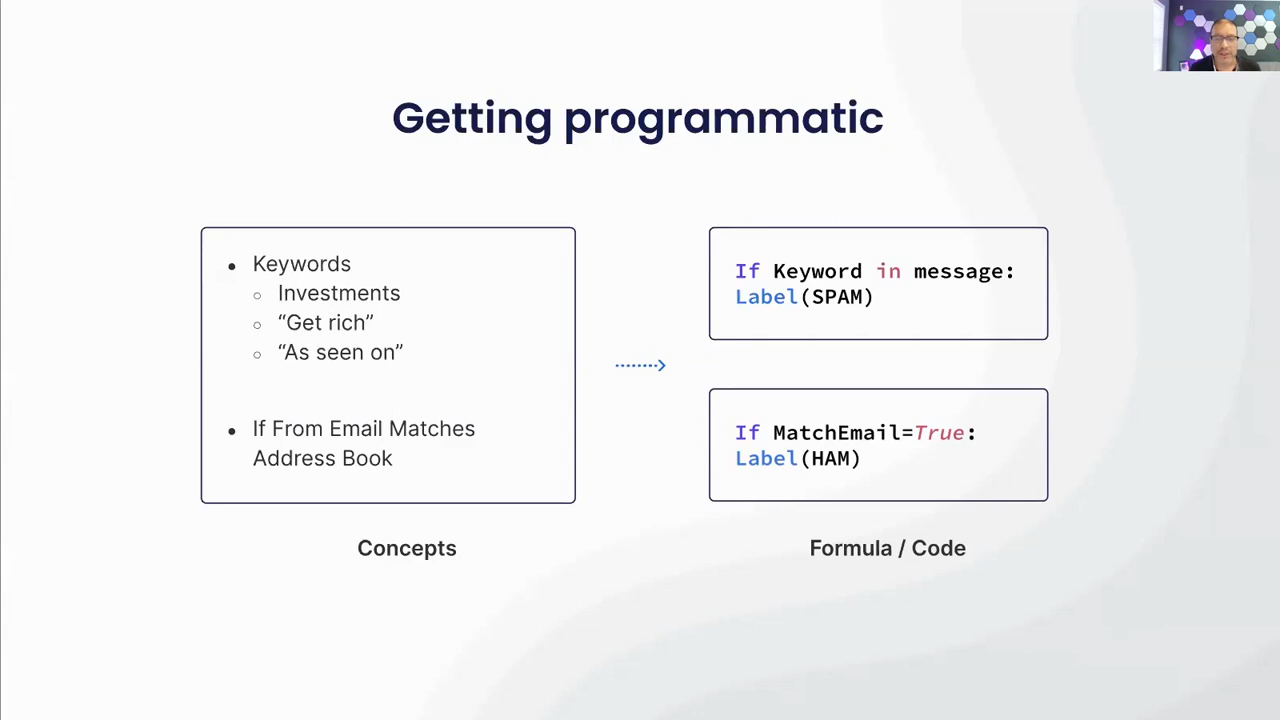 Getting programmatic
• Keywords
○ Investments
○ “Get rich”
○ “As seen on”
• If From Email Matches
Address Book
Concepts
If Keyword in message:
Label(SPAM)
If MatchEmail=True:
Label(HAM)
Formula / Code